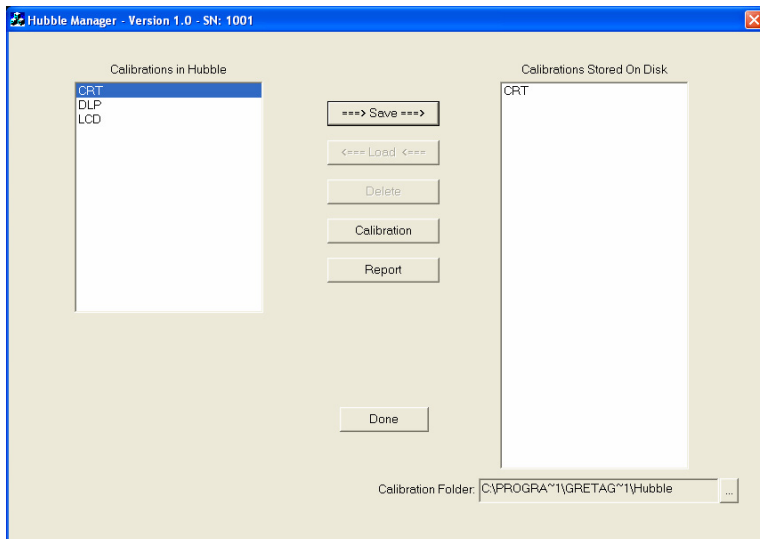 Hubble Manager - Version 1.0 - SN: 1001
Calibrations in Hubble
CRT
DLP
LCD
===> Save ===>
<=== Load <===
Delete
Calibration
Report
Done
Calibrations Stored On Disk
CRT
Calibration Folder: C:\PROGRA~1\GRETAG~1\Hubble
...